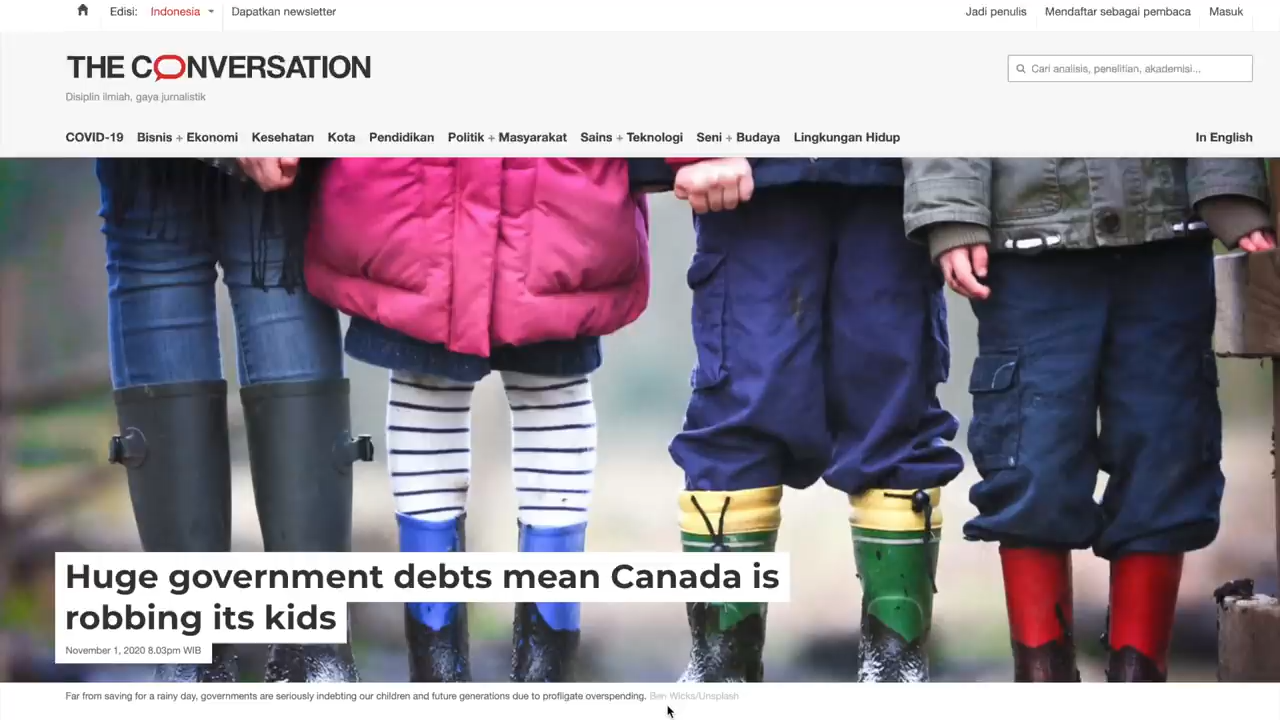 Edisi: Indonesia Dapatkan newsletter Jadi penulis Mendaftar sebagai pembaca Masuk
THE CONVERSATION
Cari analisis, penelitian, akademisi...
Disiplin ilmiah, gaya jurnalistik
COVID-19 Bisnis + Ekonomi Kesehatan Kota Pendidikan Politik + Masyarakat Sains + Teknologi Seni + Budaya Lingkungan Hidup In English
Huge government debts mean Canada is
robbing its kids
November 1, 2020 8.03pm WIB
Far from saving for a rainy day, governments are seriously indebting our children and future generations due to profligate overspending. Ben Wicks/Unsplash